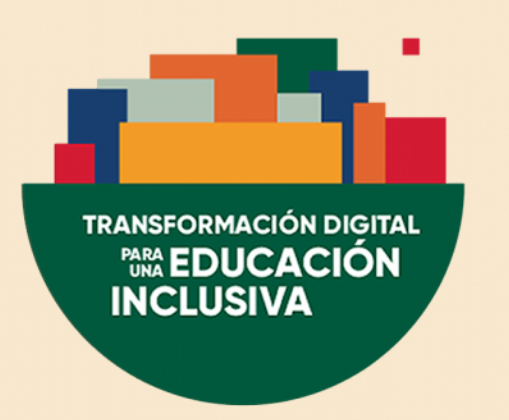 TRANSFORMACIÓN DIGITAL
PARA UNA EDUCACIÓN
INCLUSIVA